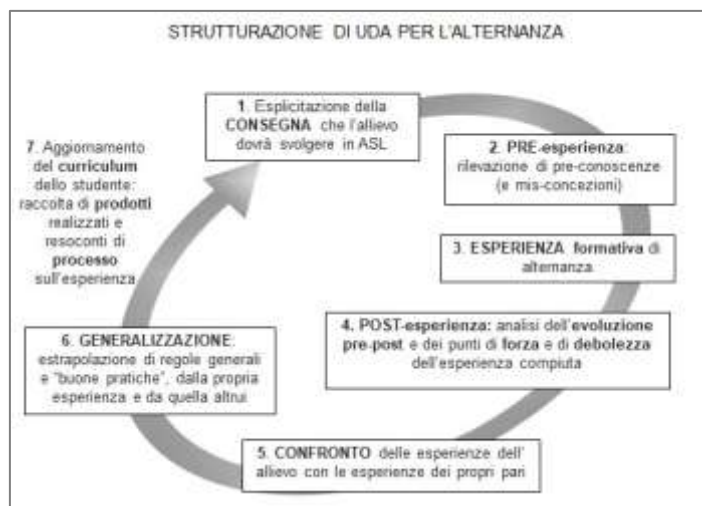 STRUTTURAZIONE DI UDA PER L'ALTERNANZA
1. Esplicitazione della
CONSEGNA che l'allievo
dovrà svolgere in ASL
2. PRE-esperienza:
rilevazione di pre-conoscenze
(e mis-concezioni)
3. ESPERIENZA formativa di
alternanza
4. POST-esperienza: analisi dell'evoluzione
pre-post e dei punti di forza e di debolezza
dell'esperienza compiuta
5. CONFRONTO delle esperienze dell'
allievo con le esperienze dei propri pari
6. GENERALIZZAZIONE:
estrapolazione di regole generali
e "buone pratiche", dalla propria
esperienza e da quella altrui
7. Aggiornamento
del curriculum
dello studente:
raccolta di prodotti
realizzati e
resoconti di
processo
sull'esperienza